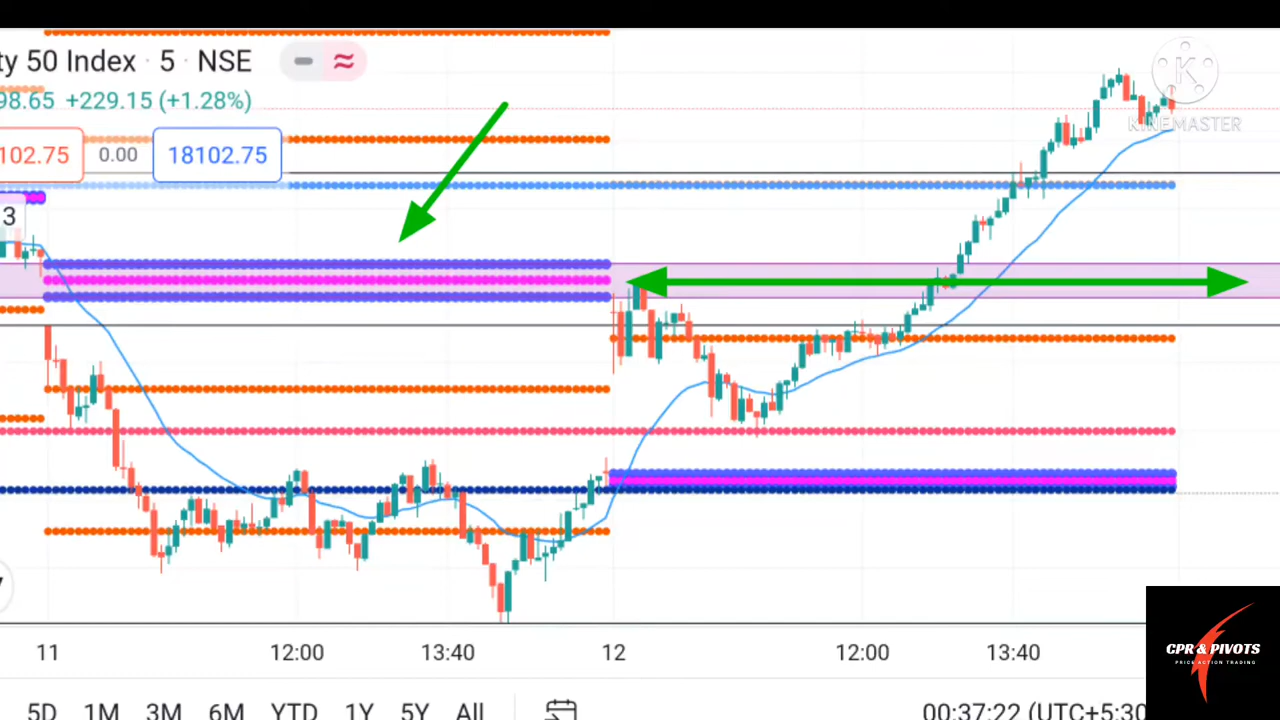 ty 50 Index · 5 · NSE
98.65 +229.15 (+1.28%)
102.75 0.00 18102.75
3
KINEMASTER
11 12:00 13:40 12 12:00 13:40
5D 1M 3M 6M YTD 1Y 5Y All 00:37:22 (UTC+5:30
CPR & PIVOTS
PRICE ACTION TRADING